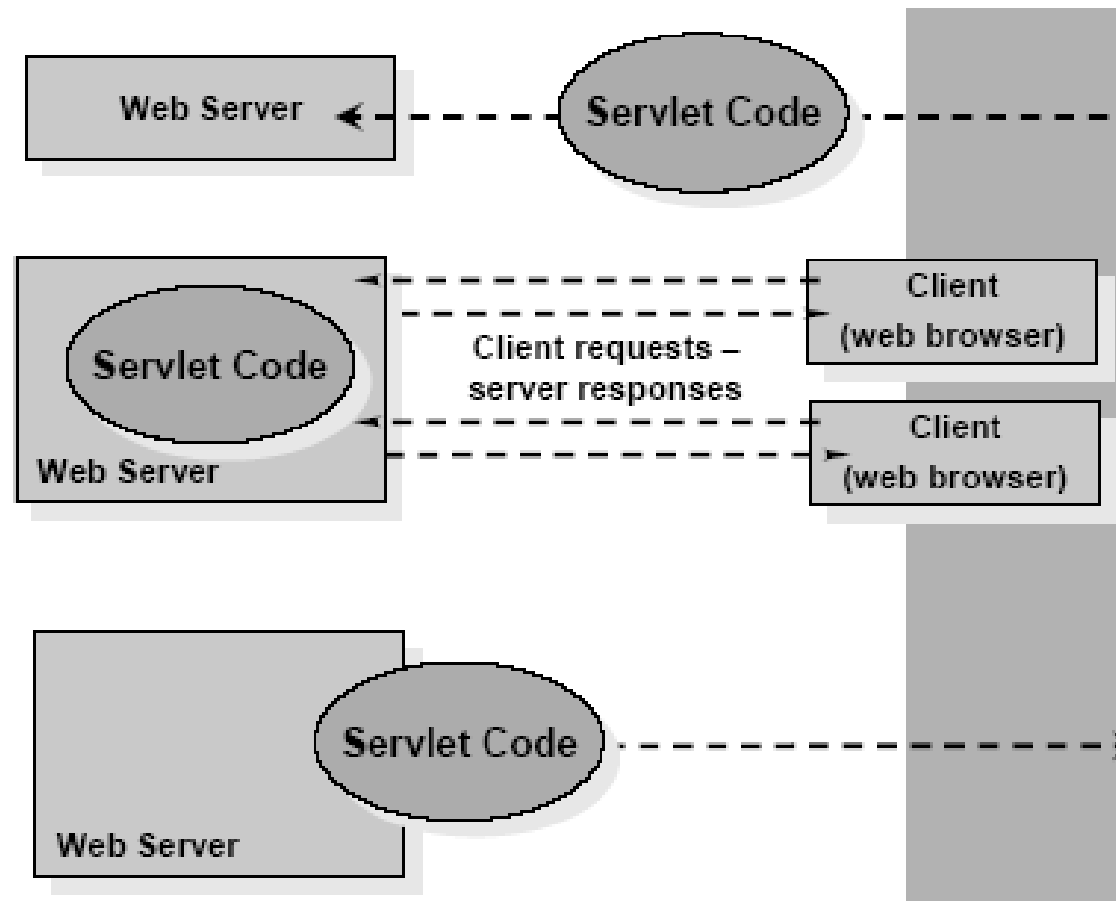 Web Server
Servlet Code
Servlet Code
Web Server
Client requests –
server responses
Client
(web browser)
Client
(web browser)
Servlet Code
Web Server